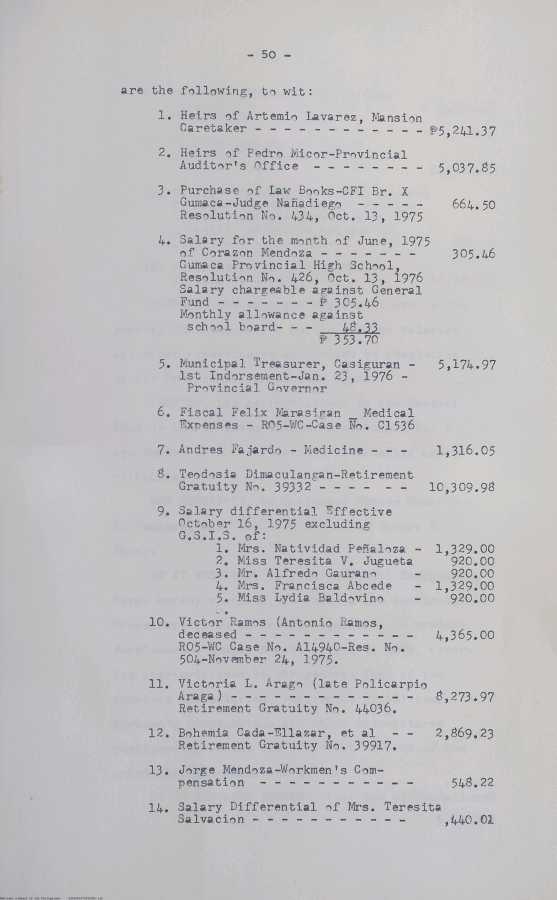 - 50 -
are the following, to wit:
1. Heirs of Artemio Lavarez, Mansion
Caretaker - - - - - - - - - - - - ₱5,241.37
2. Heirs of Pedro Micor-Provincial
Auditor's Office - - - - - - - - 5,037.85
3. Purchase of Law Books-CFI Br. X
Gumaca-Judge Nañadiego - - - - - 664.50
Resolution No. 434, Oct. 13, 1975
4. Salary for the month of June, 1975
of Corazon Mendoza - - - - - - - 305.46
Gumaca Provincial High School,
Resolution No. 426, Oct. 13, 1976
Salary chargeable against General
Fund - - - - - - - ₱ 305.46
Monthly allowance against
school board- - - 48.33
₱ 353.70
5. Municipal Treasurer, Casiguran - 5,174.97
1st Indorsement-Jan. 23, 1976 -
Provincial Governor
6. Fiscal Felix Marasigan _ Medical
Expenses - RO5-WC-Case No. C1536
7. Andres Fajardo - Medicine - - - 1,316.05
8. Teodosia Dimaculangan-Retirement
Gratuity No. 39332 - - - - - - 10,309.98
9. Salary differential Effective
October 16, 1975 excluding
G.S.I.S. of:
1. Mrs. Natividad Peñaloza - 1,329.00
2. Miss Teresita V. Jugueta 920.00
3. Mr. Alfredo Gaurano - 920.00
4. Mrs. Francisca Abcede - 1,329.00
5. Miss Lydia Baldovino - 920.00
10. Victor Ramos (Antonio Ramos,
deceased - - - - - - - - - - - - 4,365.00
RO5-WC Case No. A14940-Res. No.
504-November 24, 1975.
11. Victoria L. Arago (late Policarpio
Araga) - - - - - - - - - - - - - 8,273.97
Retirement Gratuity No. 44036.
12. Bohemia Cada-Ellazar, et al - - 2,869.23
Retirement Gratuity No. 39917.
13. Jorge Mendoza-Workmen's Com-
pensation - - - - - - - - - - - 548.22
14. Salary Differential of Mrs. Teresita
Salvacion - - - - - - - - - - - ,440.01